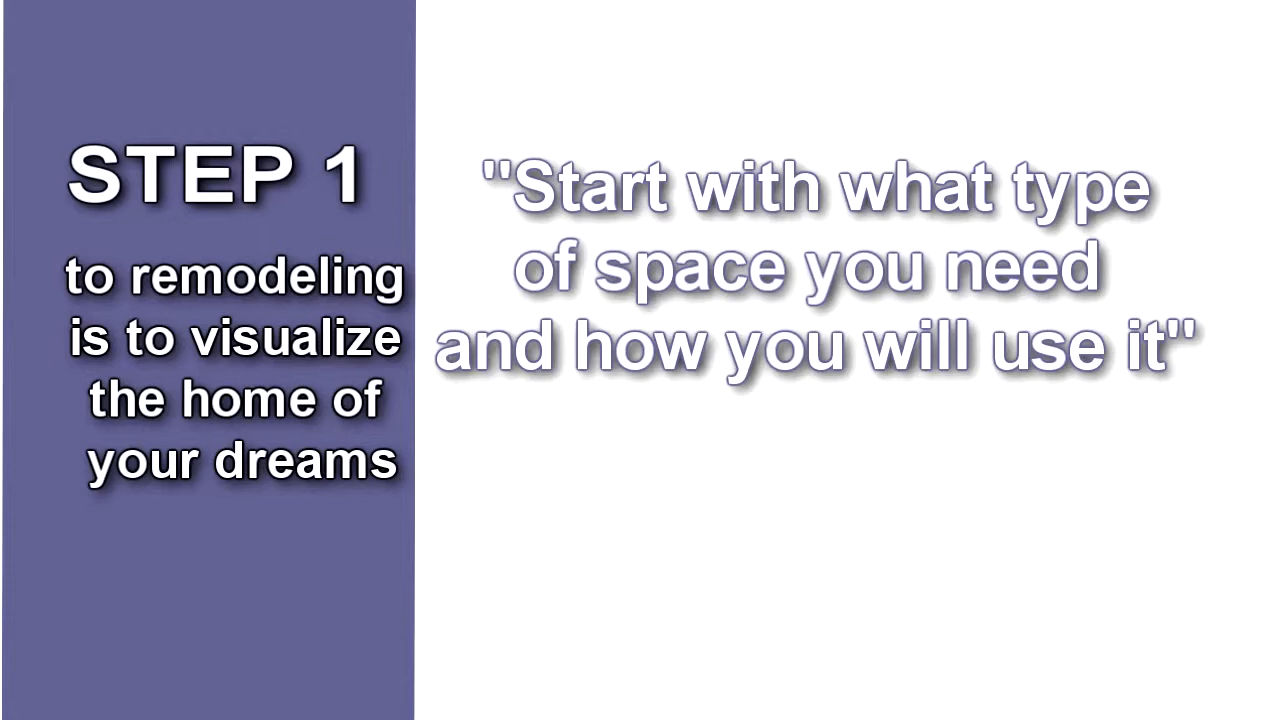 STEP 1
to remodeling
is to visualize
the home of
your dreams
"Start with what type
of space you need
and how you will use it"